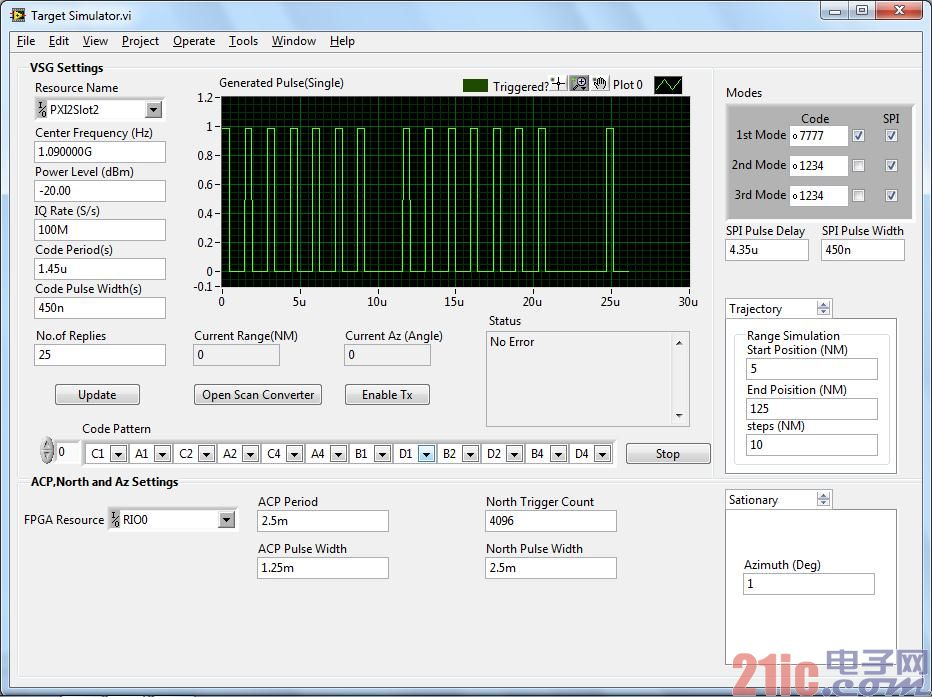 Target Simulator.vi
File Edit View Project Operate Tools Window Help
VSG Settings
Resource Name
PXI2Slot2
Center Frequency (Hz)
1.090000G
Power Level (dBm)
-20.00
IQ Rate (S/s)
100M
Code Period(s)
1.45u
Code Pulse Width(s)
450n
No.of Replies
25
Update
Generated Pulse(Single)
Triggered?
Plot 0
1.2
1
0.8
0.6
0.4
0.2
0
-0.1
0 5u 10u 15u 20u 25u 30u
Current Range(NM)
0
Current Az (Angle)
0
Open Scan Converter
Enable Tx
Status
No Error
Modes
Code SPI
1st Mode o 7777
2nd Mode o 1234
3rd Mode o 1234
SPI Pulse Delay SPI Pulse Width
4.35u 450n
Trajectory
Range Simulation
Start Position (NM)
5
End Poisition (NM)
125
steps (NM)
10
Code Pattern
0 C1 A1 C2 A2 C4 A4 B1 D1 B2 D2 B4 D4
Stop
ACP,North and Az Settings
FPGA Resource RIO0
ACP Period
2.5m
ACP Pulse Width
1.25m
North Trigger Count
4096
North Pulse Width
2.5m
Sationary
Azimuth (Deg)
1
21ic电子网
.com